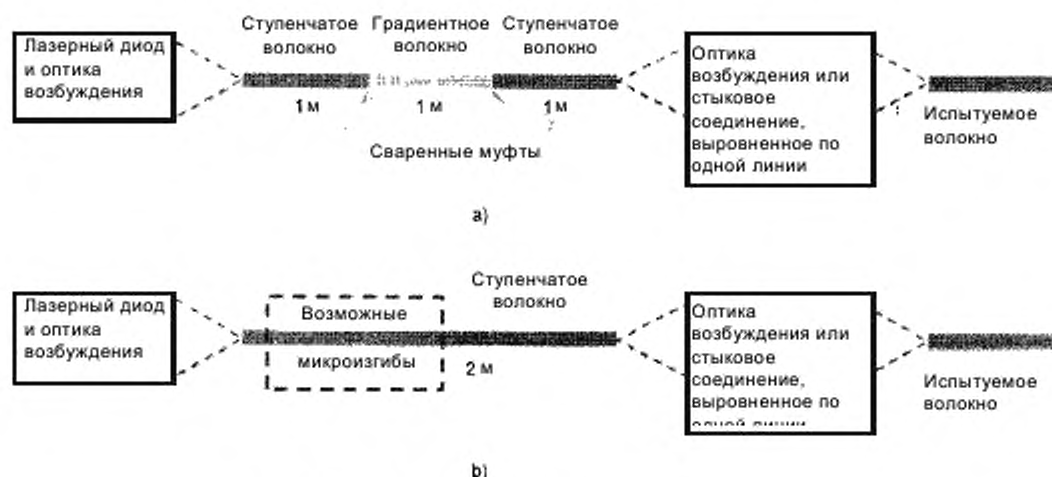 Лазерный диод
и оптика
возбуждения
Ступенчатое
волокно
Градиентное
волокно
Ступенчатое
волокно
1 м
1 м
1 м
Сваренные муфты
Оптика
возбуждения или
стыковое
соединение,
выровненное по
одной линии
Испытуемое
волокно
a)
Лазерный диод
и оптика
возбуждения
Возможные
микроизгибы
Ступенчатое
волокно
2 м
Оптика
возбуждения или
стыковое
соединение,
выровненное по
одной линии
Испытуемое
волокно
b)